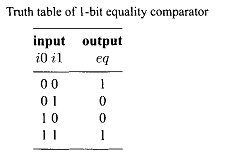 Truth table of 1-bit equality comparator
input output
i0 i1 eq
0 0 1
0 1 0
1 0 0
1 1 1